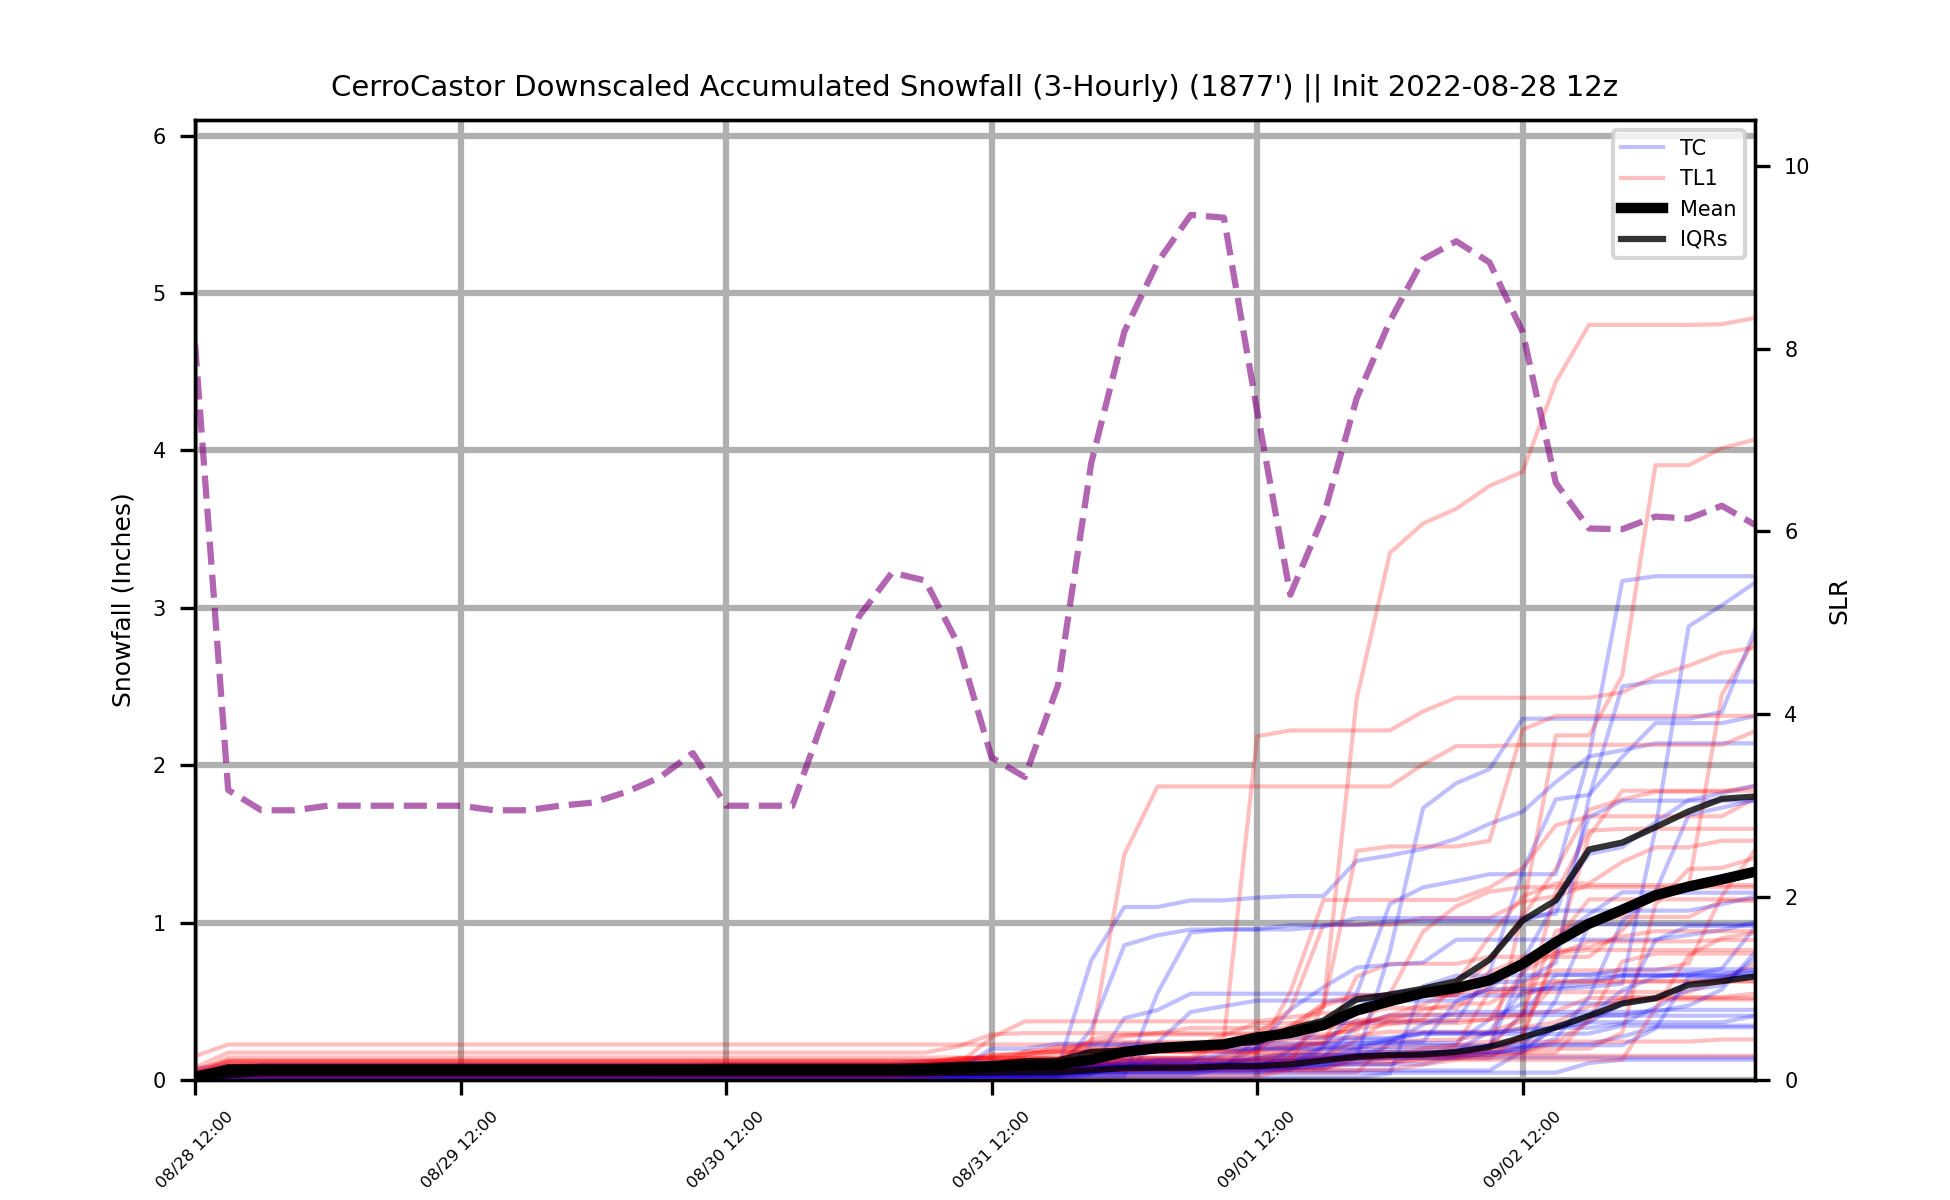 CerroCastor Downscaled Accumulated Snowfall (3-Hourly) (1877') || Init 2022-08-28 12z
TC
TL1
Mean
IQRs
Snowfall (Inches)
6
5
4
3
2
1
0
SLR
10
8
6
4
2
0
08/28 12:00
08/29 12:00
08/30 12:00
08/31 12:00
09/01 12:00
09/02 12:00